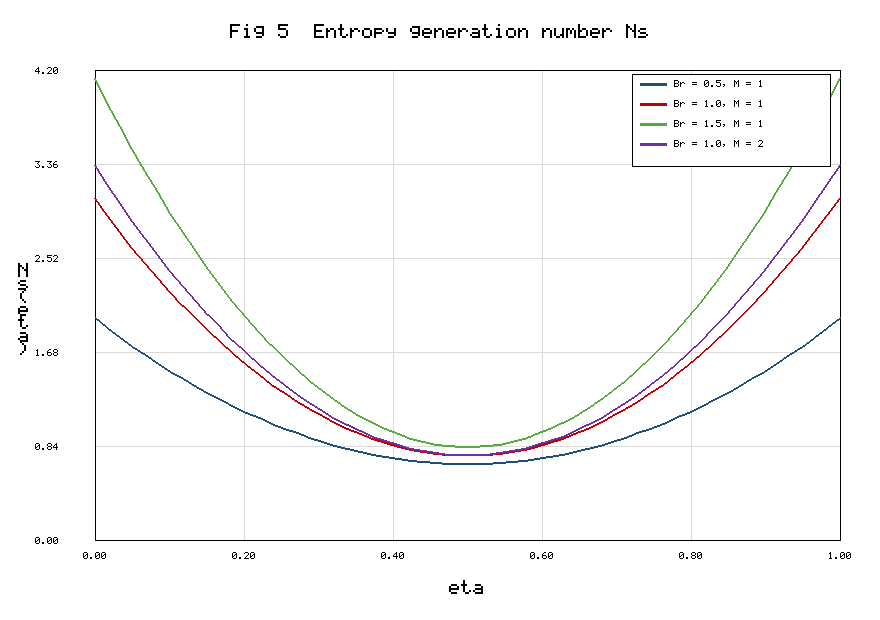 Fig 5 Entropy generation number Ns
4.20
3.36
2.52
1.68
0.84
0.00
Br = 0.5, M = 1
Br = 1.0, M = 1
Br = 1.5, M = 1
Br = 1.0, M = 2
0.00 0.20 0.40 0.60 0.80 1.00
eta